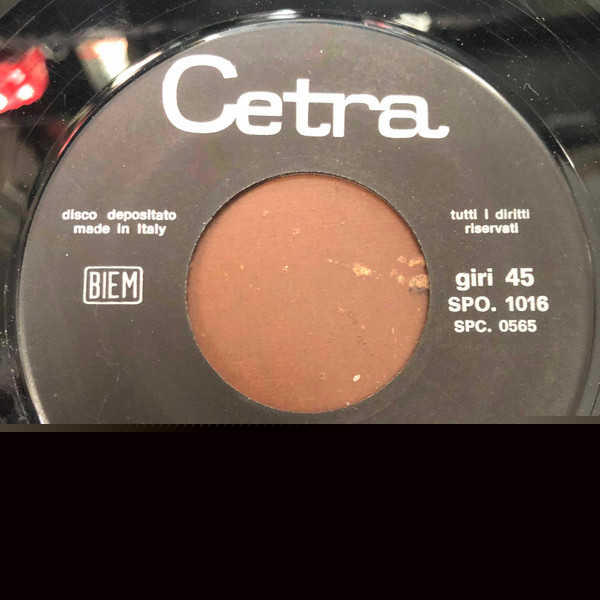 Cetra
disco depositato
made in Italy
tutti i diritti
riservati
BIEM
giri 45
SPO. 1016
SPC. 0565